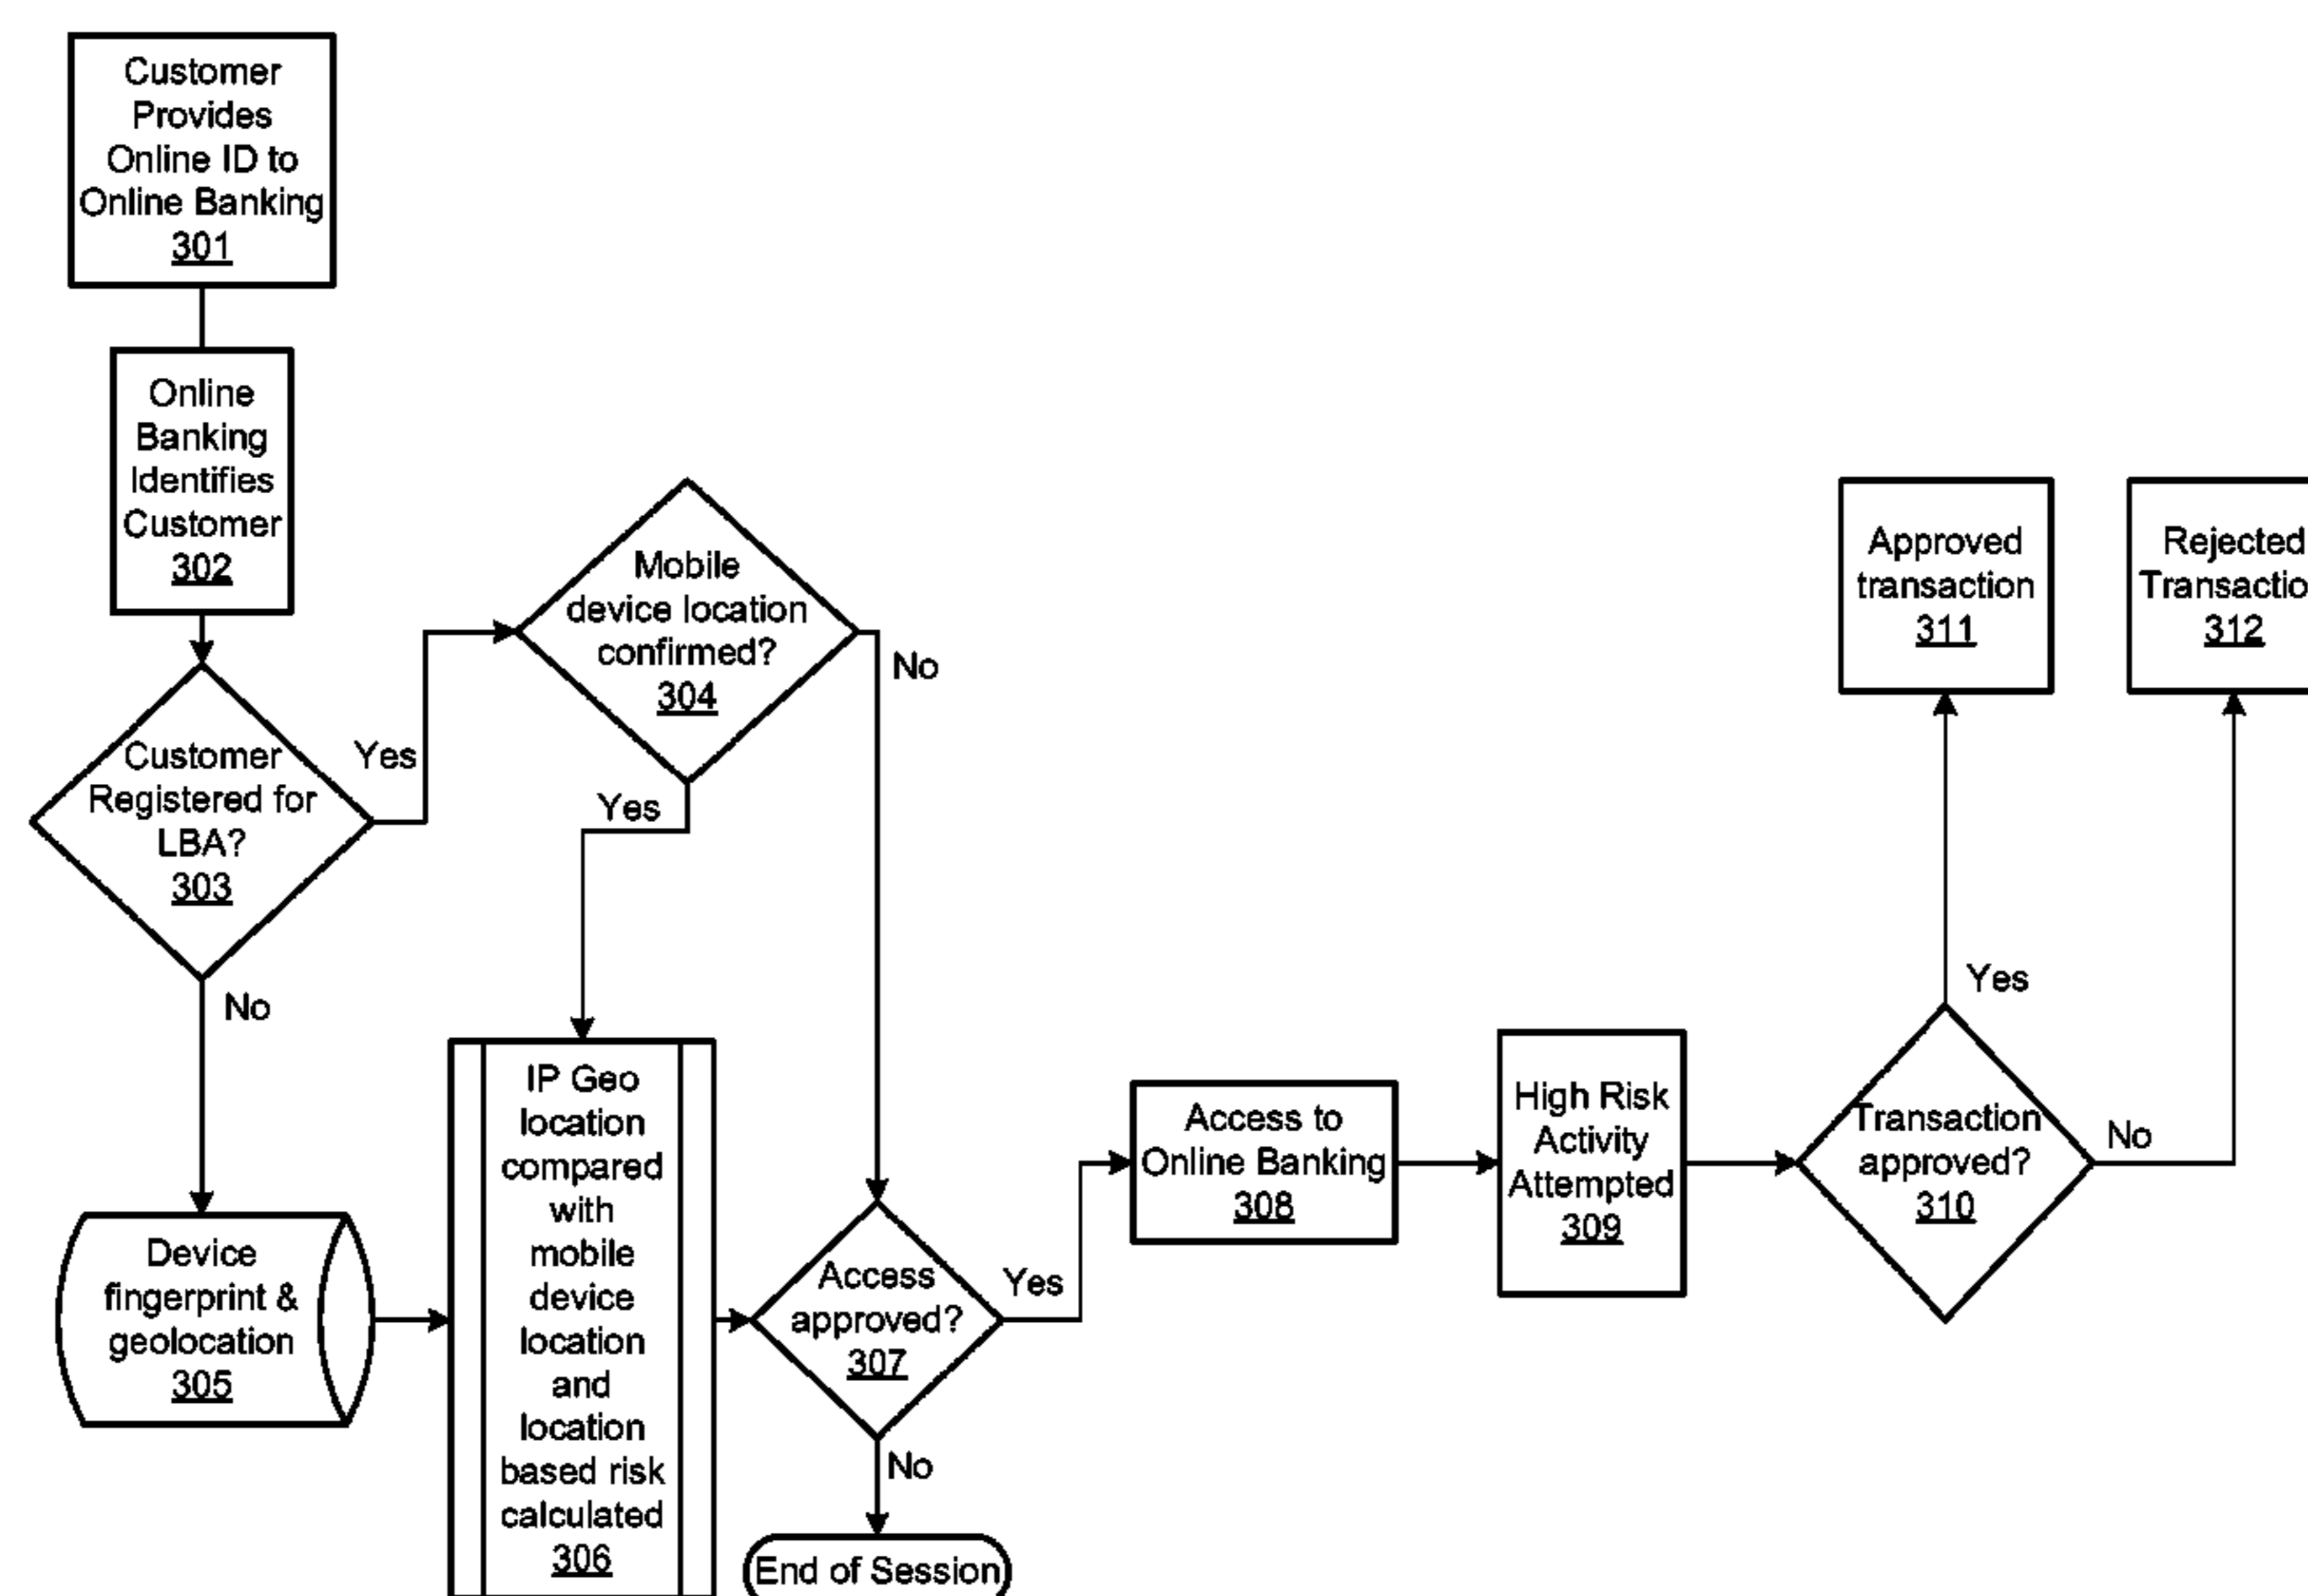 Customer
Provides
Online ID to
Online Banking
301
Online
Banking
Identifies
Customer
302
Customer
Registered for
LBA?
303
Yes
No
Mobile
device location
confirmed?
304
Yes
No
Device
fingerprint &
geolocation
305
IP Geo
location
compared
with
mobile
device
location
and
location
based risk
calculated
306
Access
approved?
307
Yes
No
End of Session
Access to
Online Banking
308
High Risk
Activity
Attempted
309
Transaction
approved?
310
Yes
No
Approved
transaction
311
Rejected
Transactio
312